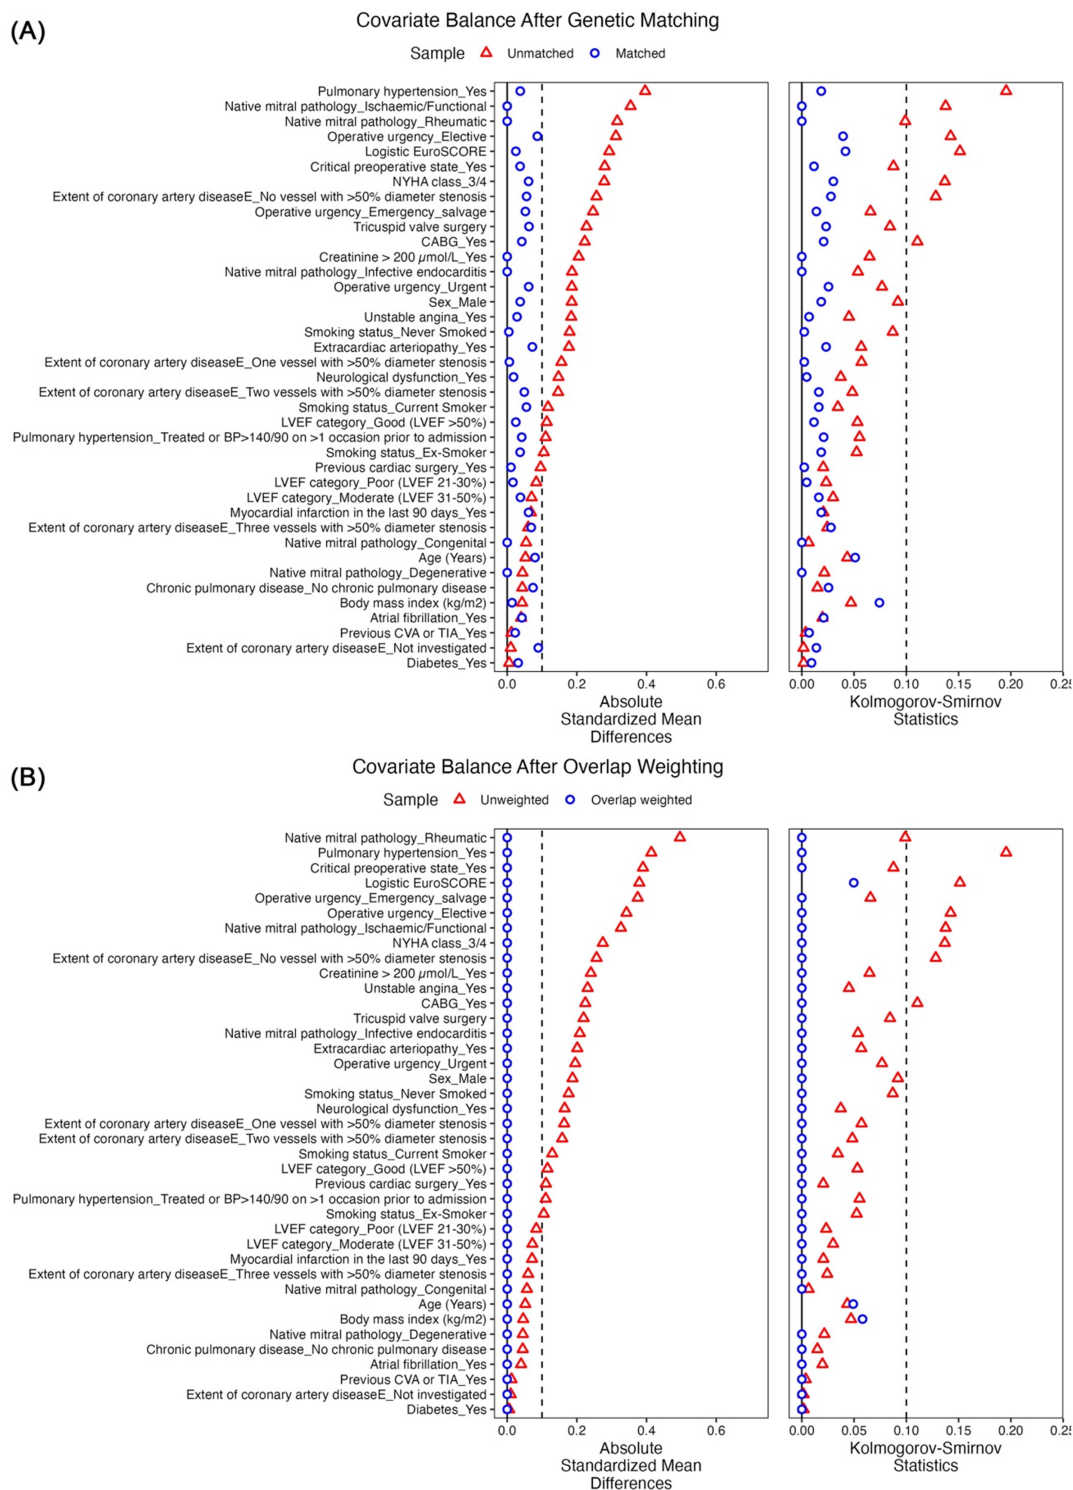 (A)
Covariate Balance After Genetic Matching
Sample Unmatched Matched
Pulmonary hypertension_Yes
Native mitral pathology_Ischaemic/Functional
Native mitral pathology_Rheumatic
Operative urgency_Elective
Logistic EuroSCORE
Critical preoperative state_Yes
NYHA class_3/4
Extent of coronary artery diseaseE_No vessel with >50% diameter stenosis
Operative urgency_Emergency_salvage
Tricuspid valve surgery
CABG_Yes
Creatinine > 200 µmol/L_Yes
Native mitral pathology_Infective endocarditis
Operative urgency_Urgent
Sex_Male
Unstable angina_Yes
Smoking status_Never Smoked
Extracardiac arteriopathy_Yes
Extent of coronary artery diseaseE_One vessel with >50% diameter stenosis
Neurological dysfunction_Yes
Extent of coronary artery diseaseE_Two vessels with >50% diameter stenosis
Smoking status_Current Smoker
LVEF category_Good (LVEF >50%)
Pulmonary hypertension_Treated or BP>140/90 on >1 occasion prior to admission
Smoking status_Ex-Smoker
Previous cardiac surgery_Yes
LVEF category_Poor (LVEF 21-30%)
LVEF category_Moderate (LVEF 31-50%)
Myocardial infarction in the last 90 days_Yes
Extent of coronary artery diseaseE_Three vessels with >50% diameter stenosis
Native mitral pathology_Congenital
Age (Years)
Native mitral pathology_Degenerative
Chronic pulmonary disease_No chronic pulmonary disease
Body mass index (kg/m2)
Atrial fibrillation_Yes
Previous CVA or TIA_Yes
Extent of coronary artery diseaseE_Not investigated
Diabetes_Yes
0.0 0.2 0.4 0.6 0.00 0.05 0.10 0.15 0.20 0.25
Absolute
Standardized Mean
Differences
Kolmogorov-Smirnov
Statistics
(B)
Covariate Balance After Overlap Weighting
Sample Unweighted Overlap weighted
Native mitral pathology_Rheumatic
Pulmonary hypertension_Yes
Critical preoperative state_Yes
Logistic EuroSCORE
Operative urgency_Emergency_salvage
Operative urgency_Elective
Native mitral pathology_Ischaemic/Functional
NYHA class_3/4
Extent of coronary artery diseaseE_No vessel with >50% diameter stenosis
Creatinine > 200 µmol/L_Yes
Unstable angina_Yes
CABG_Yes
Tricuspid valve surgery
Native mitral pathology_Infective endocarditis
Extracardiac arteriopathy_Yes
Operative urgency_Urgent
Sex_Male
Smoking status_Never Smoked
Neurological dysfunction_Yes
Extent of coronary artery diseaseE_One vessel with >50% diameter stenosis
Extent of coronary artery diseaseE_Two vessels with >50% diameter stenosis
Smoking status_Current Smoker
LVEF category_Good (LVEF >50%)
Previous cardiac surgery_Yes
Pulmonary hypertension_Treated or BP>140/90 on >1 occasion prior to admission
Smoking status_Ex-Smoker
LVEF category_Poor (LVEF 21-30%)
LVEF category_Moderate (LVEF 31-50%)
Myocardial infarction in the last 90 days_Yes
Extent of coronary artery diseaseE_Three vessels with >50% diameter stenosis
Native mitral pathology_Congenital
Age (Years)
Body mass index (kg/m2)
Native mitral pathology_Degenerative
Chronic pulmonary disease_No chronic pulmonary disease
Atrial fibrillation_Yes
Previous CVA or TIA_Yes
Extent of coronary artery diseaseE_Not investigated
Diabetes_Yes
0.0 0.2 0.4 0.6 0.00 0.05 0.10 0.15 0.20 0.25
Absolute
Standardized Mean
Differences
Kolmogorov-Smirnov
Statistics